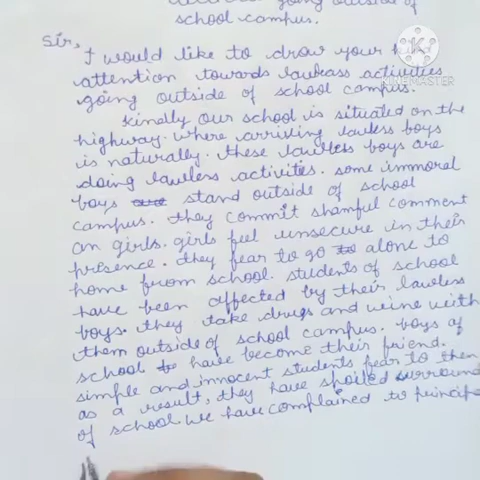 going outside of
school campus.
Sir,
I would like to draw your
attention towards lawless activities
going outside of school campus.
Kindly our school is situated on the
highway. Where arriving lawless boys
is naturally. These lawless boys are
doing lawless activities. some immoral
boys stand outside of school
campus. They commit shamful comment
on girls. girls feel unsecure in their
presence. They fear to go to alone to
home from school. students of school
have been affected by their lawless
boys. They take drugs and wine with
them outside of school campus. boys of
school have become their friend.
simple and innocent students fear to then
as a result, they have spoiled surround
of school. We have complained to princip
KINEMASTER